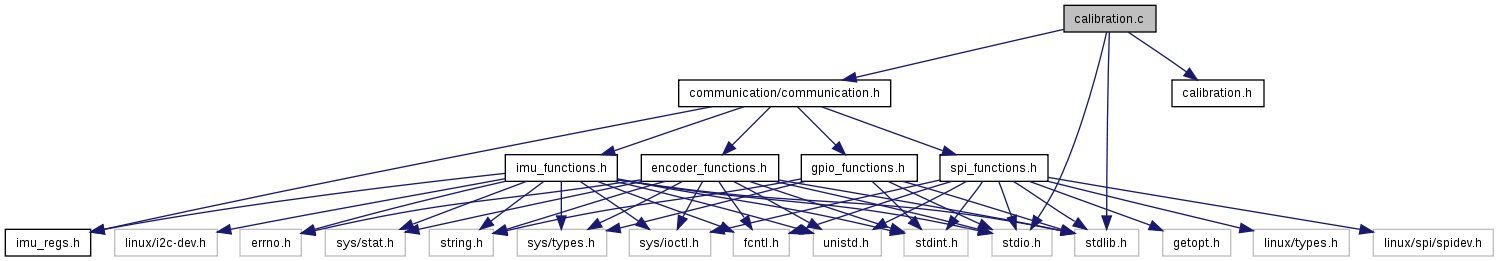 calibration.c
communication/communication.h
calibration.h
imu_functions.h
encoder_functions.h
gpio_functions.h
spi_functions.h
imu_regs.h
linux/i2c-dev.h
errno.h
sys/stat.h
string.h
sys/types.h
sys/ioctl.h
fcntl.h
unistd.h
stdint.h
stdio.h
stdlib.h
getopt.h
linux/types.h
linux/spi/spidev.h